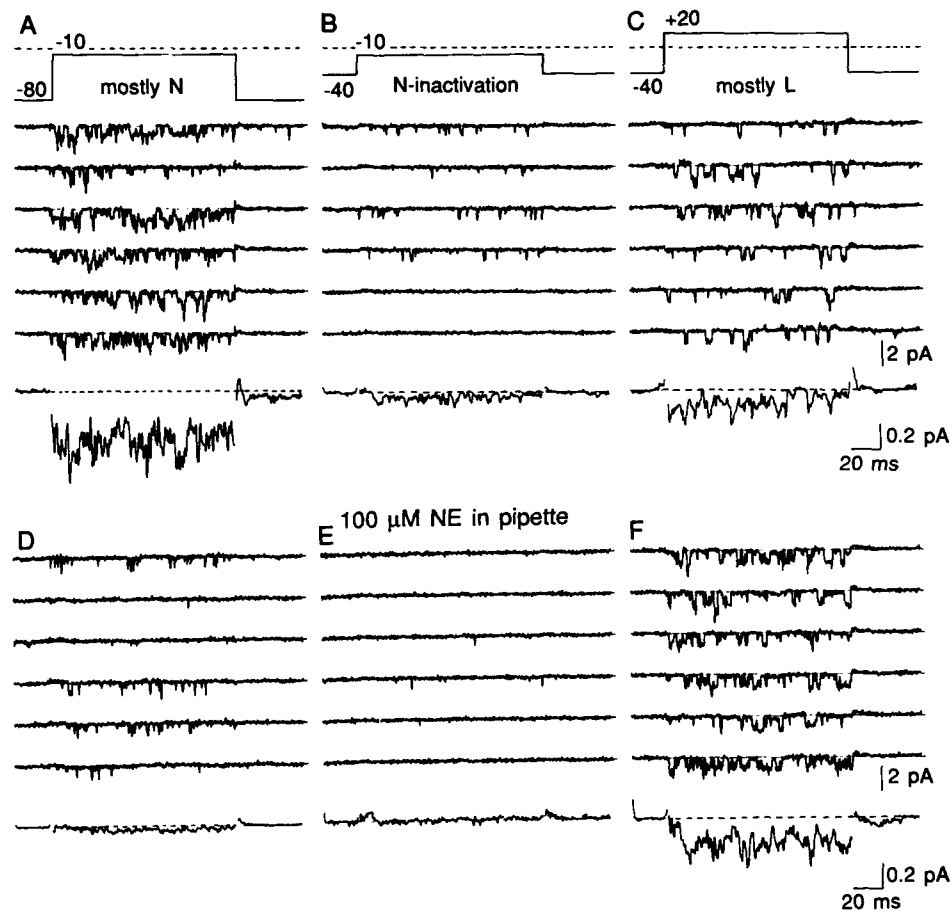 A
-10
-80
mostly N
B
-10
-40
N-inactivation
C
+20
-40
mostly L
2 pA
0.2 pA
20 ms
100 μM NE in pipette
D
E
F
2 pA
0.2 pA
20 ms